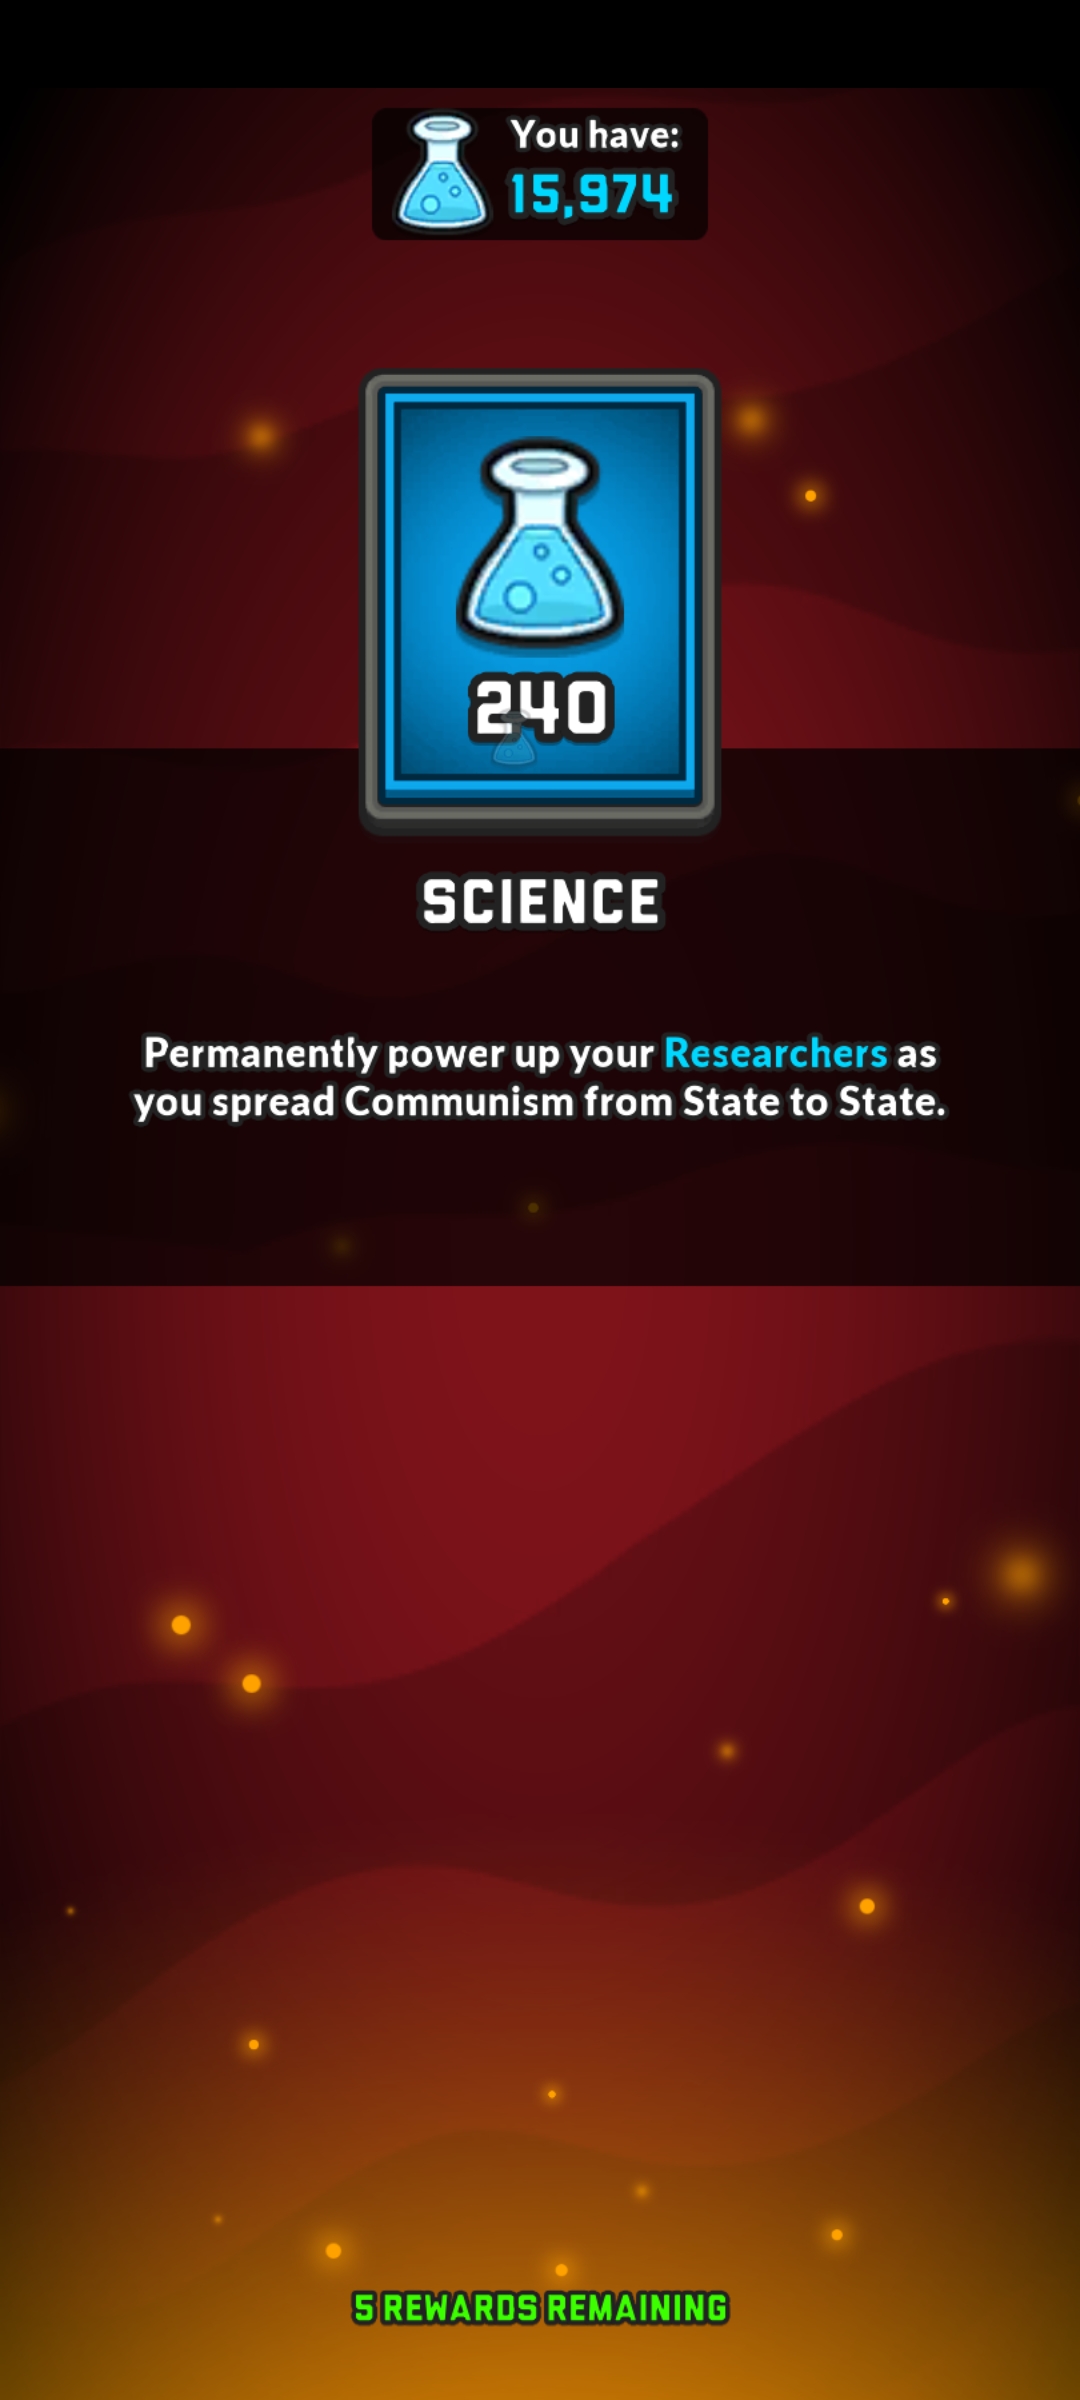 You have:
15,974
240
SCIENCE
Permanently power up your Researchers as
you spread Communism from State to State.
5 REWARDS REMAINING